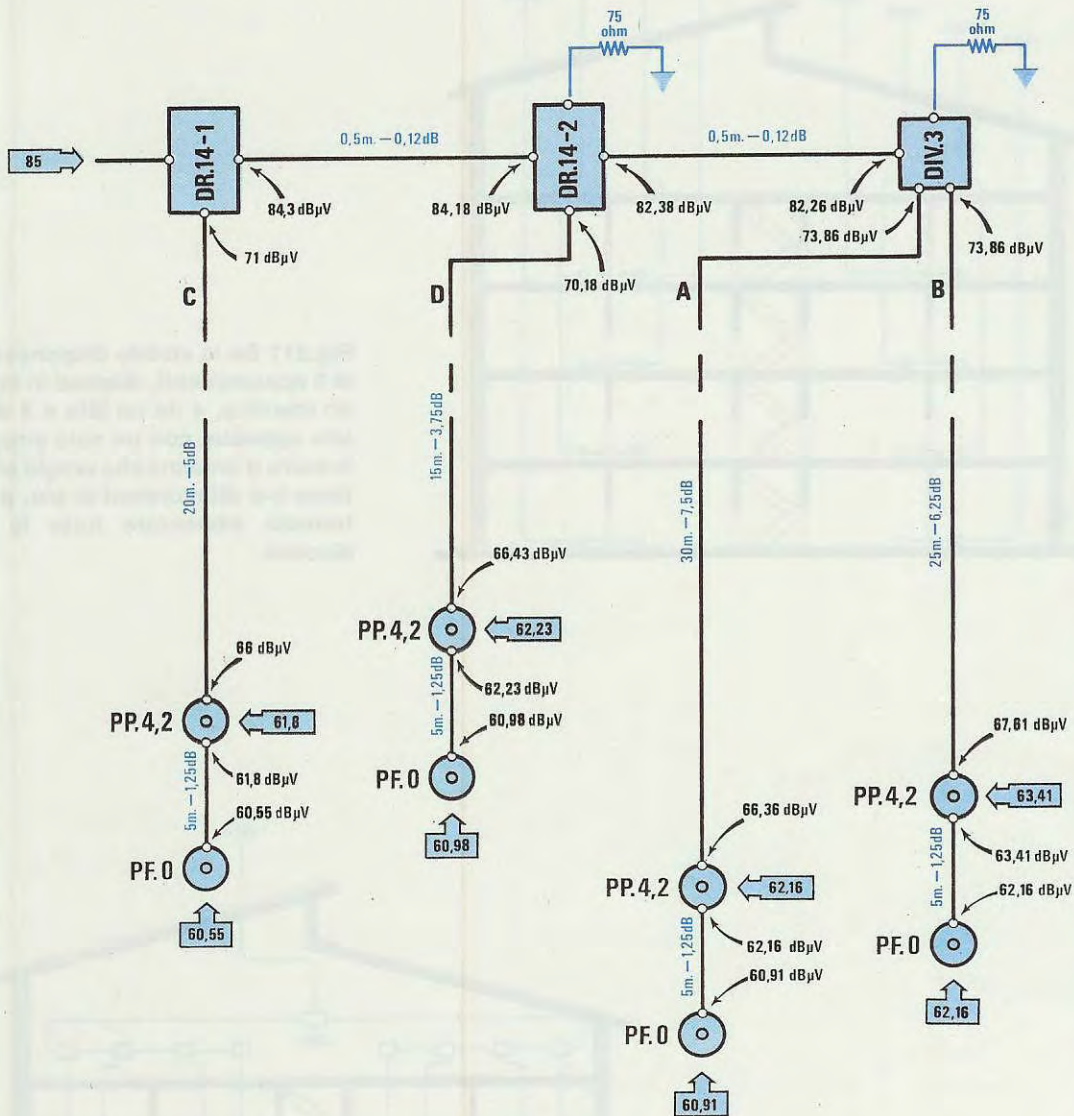 75
ohm
75
ohm
85
DR.14-1
0,5m.-0,12dB
DR.14-2
0,5m.-0,12dB
DIV.3
84,3 dBµV
84,18 dBµV
82,38 dBµV
82,26 dBµV
73,86 dBµV
73,86 dBµV
71 dBµV
70,18 dBµV
C
D
A
B
20m.-5dB
15m.-3,75dB
30m.-7,5dB
25m.-6,25dB
66,43 dBµV
PP.4,2
62,23
62,23 dBµV
5m.-1,25dB
60,98 dBµV
PF.0
60,98
66 dBµV
PP.4,2
61,8
61,8 dBµV
5m.-1,25dB
60,55 dBµV
PF.0
60,55
66,36 dBµV
PP.4,2
62,16
62,16 dBµV
5m.-1,25dB
60,91 dBµV
PF.0
60,91
67,61 dBµV
PP.4,2
63,41
63,41 dBµV
5m.-1,25dB
62,16 dBµV
PF.0
62,16